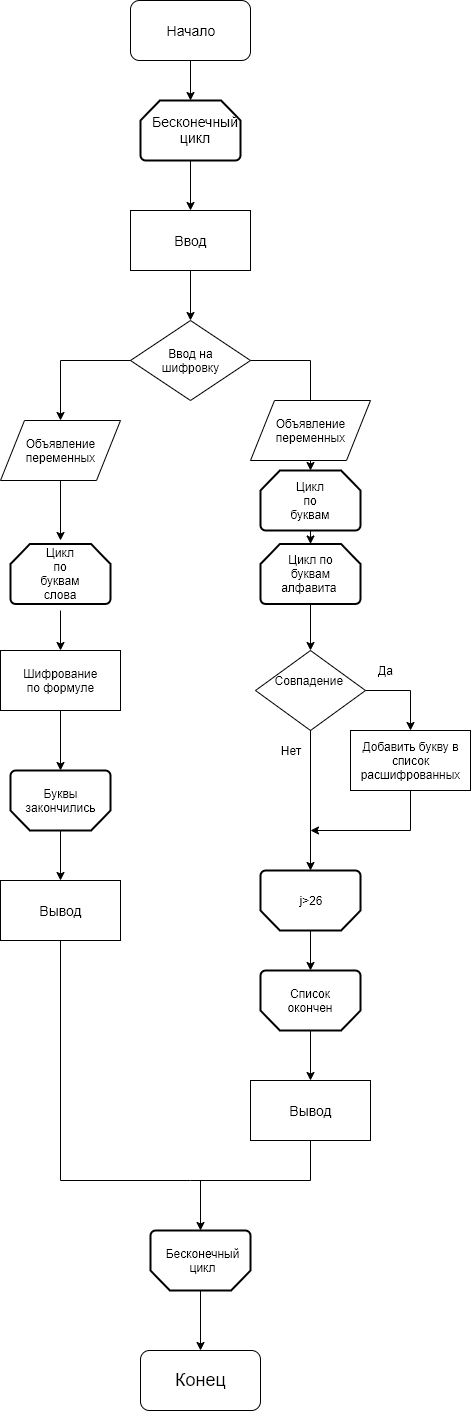 Начало
Бесконечный
цикл
Ввод
Ввод на
шифровку
Объявление
переменных
Цикл
по
буквам
слова
Шифрование
по формуле
Буквы
закончились
Вывод
Объявление
переменных
Цикл
по
буквам
Цикл по
буквам
алфавита
Совпадение
Да
Нет
Добавить букву в
список
расшифрованных
j>26
Список
окончен
Вывод
Бесконечный
цикл
Конец